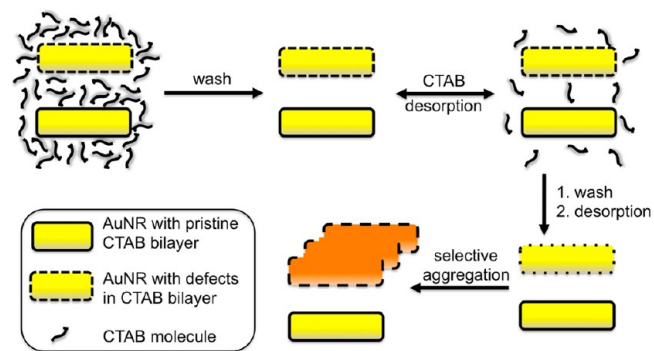 wash
CTAB
desorption
1. wash
2. desorption
selective
aggregation
AuNR with pristine
CTAB bilayer
AuNR with defects
in CTAB bilayer
CTAB molecule